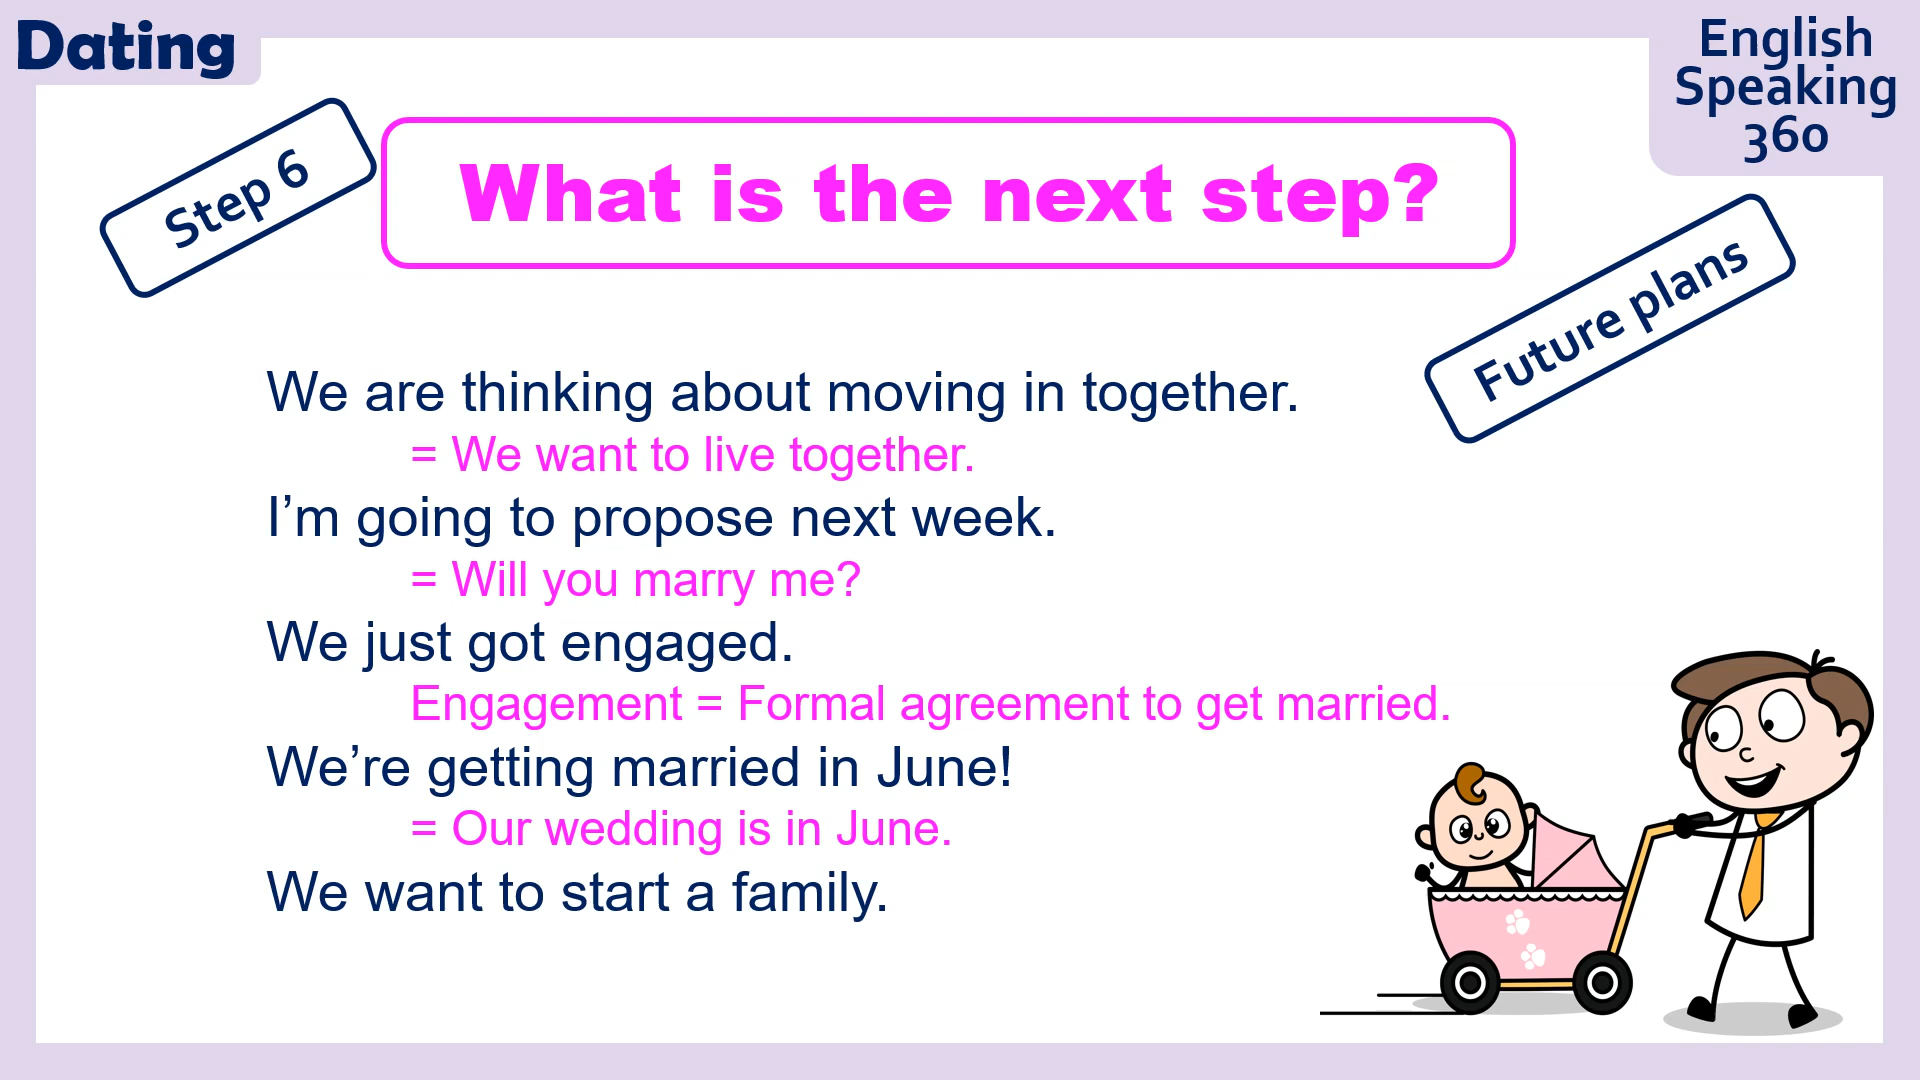 Dating
English
Speaking
360
Step 6
What is the next step?
Future plans
We are thinking about moving in together.
= We want to live together.
I’m going to propose next week.
= Will you marry me?
We just got engaged.
Engagement = Formal agreement to get married.
We’re getting married in June!
= Our wedding is in June.
We want to start a family.